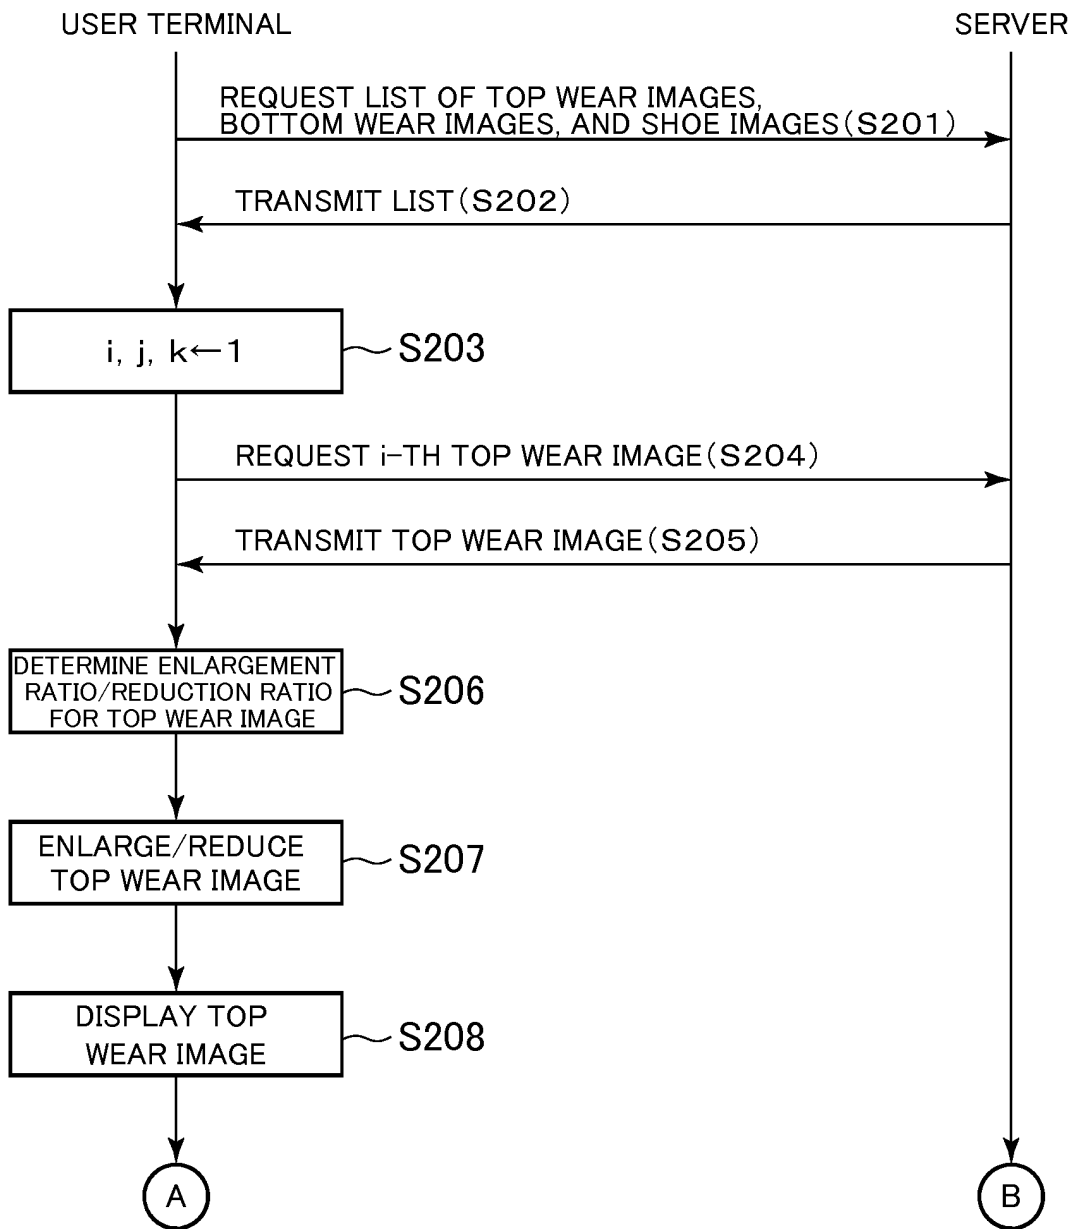 USER TERMINAL
SERVER
REQUEST LIST OF TOP WEAR IMAGES,
BOTTOM WEAR IMAGES, AND SHOE IMAGES(S201)
TRANSMIT LIST(S202)
i, j, k←1
S203
REQUEST i-TH TOP WEAR IMAGE(S204)
TRANSMIT TOP WEAR IMAGE(S205)
DETERMINE ENLARGEMENT
RATIO/REDUCTION RATIO
FOR TOP WEAR IMAGE
S206
ENLARGE/REDUCE
TOP WEAR IMAGE
S207
DISPLAY TOP
WEAR IMAGE
S208
A
B